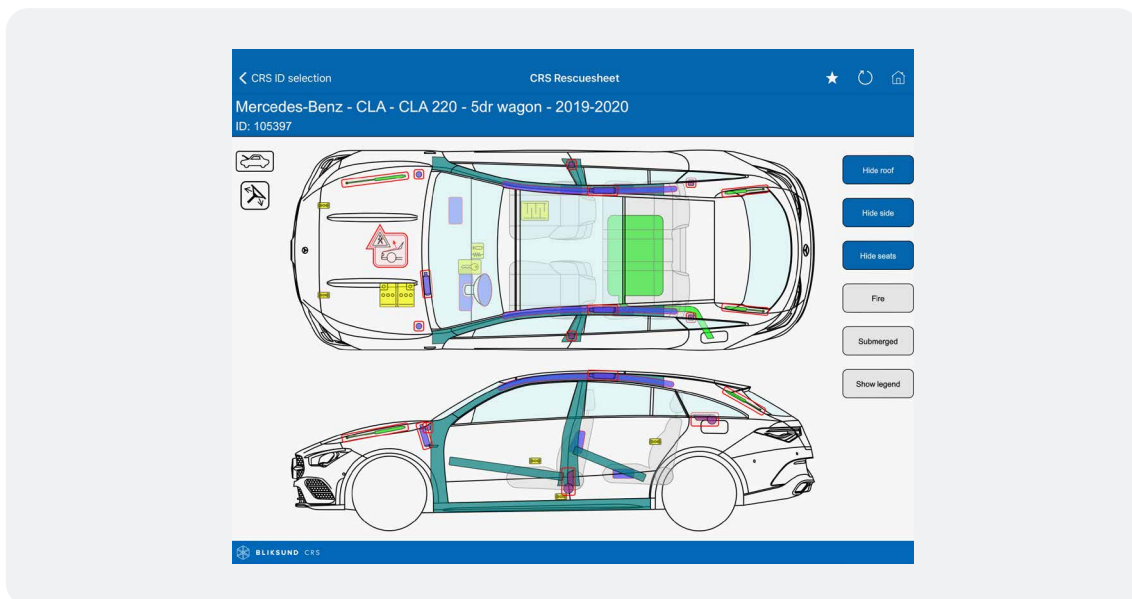 CRS ID selection
CRS Rescuesheet
Mercedes-Benz - CLA - CLA 220 - 5dr wagon - 2019-2020
ID: 105397
Hide roof
Hide side
Hide seats
Fire
Submerged
Show legend
BLIKSUND CRS